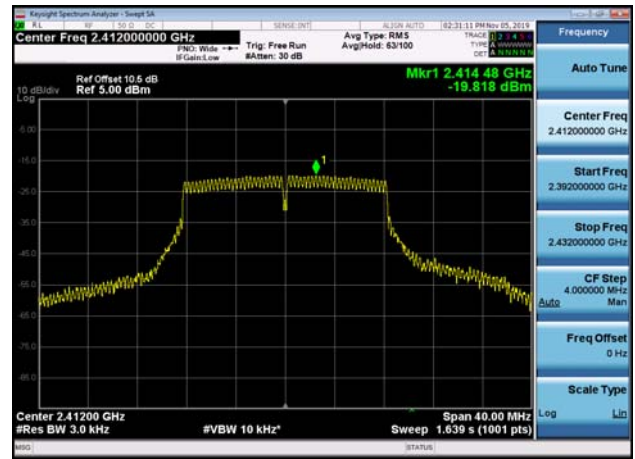 Keysight Spectrum Analyzer - Swept SA
RL RF 50 Ω DC SENSE:INT ALIGN AUTO 02:31:11 PM Nov 05, 2019
Center Freq 2.412000000 GHz
PNO: Wide
IFGain:Low
Trig: Free Run
#Atten: 30 dB
Avg Type: RMS
Avg|Hold: 63/100
TRACE 1 2 3 4 5 6
TYPE A WWWWW
DET A NNNNN
Frequency
Auto Tune
Center Freq
2.412000000 GHz
Start Freq
2.392000000 GHz
Stop Freq
2.432000000 GHz
CF Step
4.000000 MHz
Auto Man
Freq Offset
0 Hz
Scale Type
Log Lin
Mkr1 2.414 48 GHz
-19.818 dBm
Ref Offset 10.5 dB
10 dB/div Ref 5.00 dBm
Log
-5.00
-15.0
-25.0
-35.0
-45.0
-55.0
-65.0
-75.0
-85.0
1
Center 2.41200 GHz Span 40.00 MHz
#Res BW 3.0 kHz #VBW 10 kHz* Sweep 1.639 s (1001 pts)
MSG STATUS